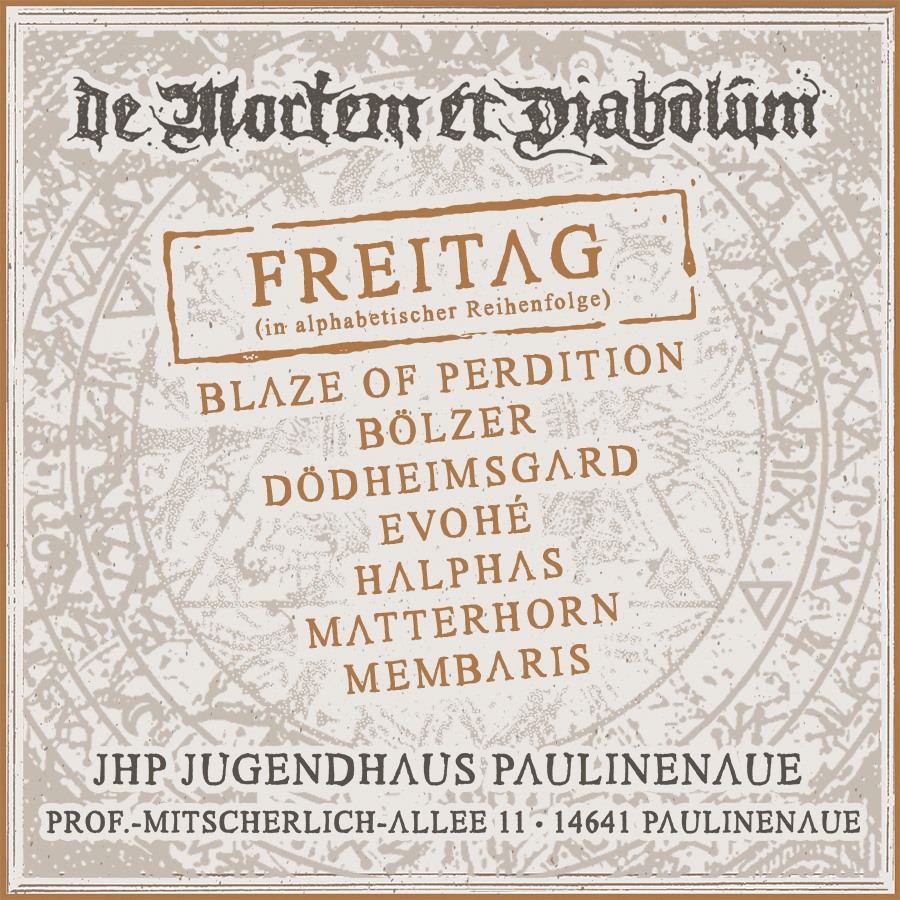 de Mortem et Diabolum
FREITAG
(in alphabetischer Reihenfolge)
BLAZE OF PERDITION
BÖLZER
DÖDHEIMSGARD
EVOHÉ
HALPHAS
MATTERHORN
MEMBARIS
JHP JUGENDHAUS PAULINENAUE
PROF.-MITSCHERLICH-ALLEE 11 · 14641 PAULINENAUE